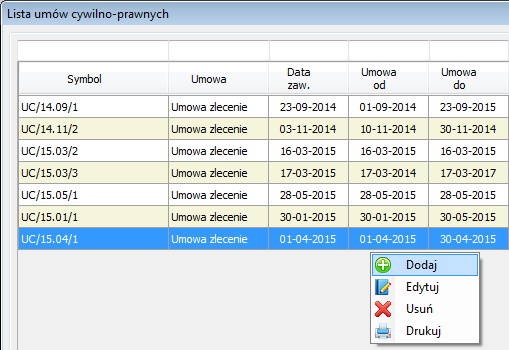 Lista umów cywilno-prawnych
Symbol Umowa Data zaw. Umowa od Umowa do
UC/14.09/1 Umowa zlecenie 23-09-2014 01-09-2014 23-09-2015
UC/14.11/2 Umowa zlecenie 03-11-2014 10-11-2014 30-11-2014
UC/15.03/2 Umowa zlecenie 16-03-2015 16-03-2015 16-03-2015
UC/15.03/3 Umowa zlecenie 17-03-2015 17-03-2014 17-03-2017
UC/15.05/1 Umowa zlecenie 28-05-2015 28-05-2015 28-05-2015
UC/15.01/1 Umowa zlecenie 30-01-2015 30-01-2015 30-05-2015
UC/15.04/1 Umowa zlecenie 01-04-2015 01-04-2015 30-04-2015
Dodaj
Edytuj
Usuń
Drukuj